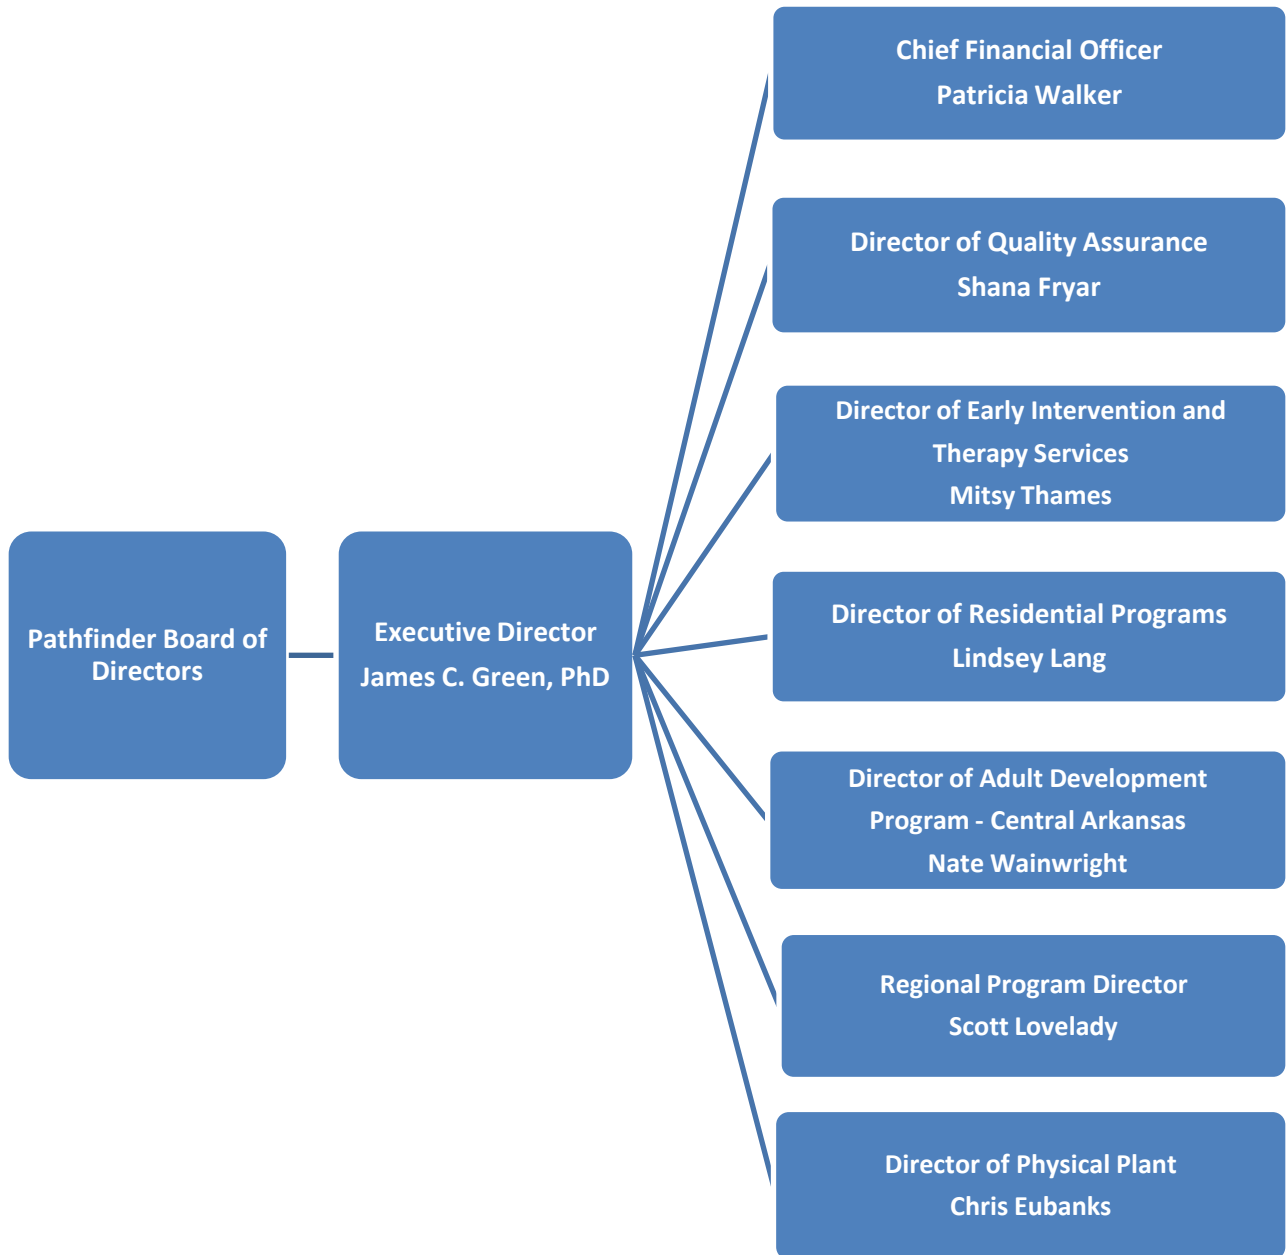 Chief Financial Officer
Patricia Walker
Director of Quality Assurance
Shana Fryar
Director of Early Intervention and
Therapy Services
Mitsy Thames
Pathfinder Board of
Directors
Executive Director
James C. Green, PhD
Director of Residential Programs
Lindsey Lang
Director of Adult Development
Program - Central Arkansas
Nate Wainwright
Regional Program Director
Scott Lovelady
Director of Physical Plant
Chris Eubanks